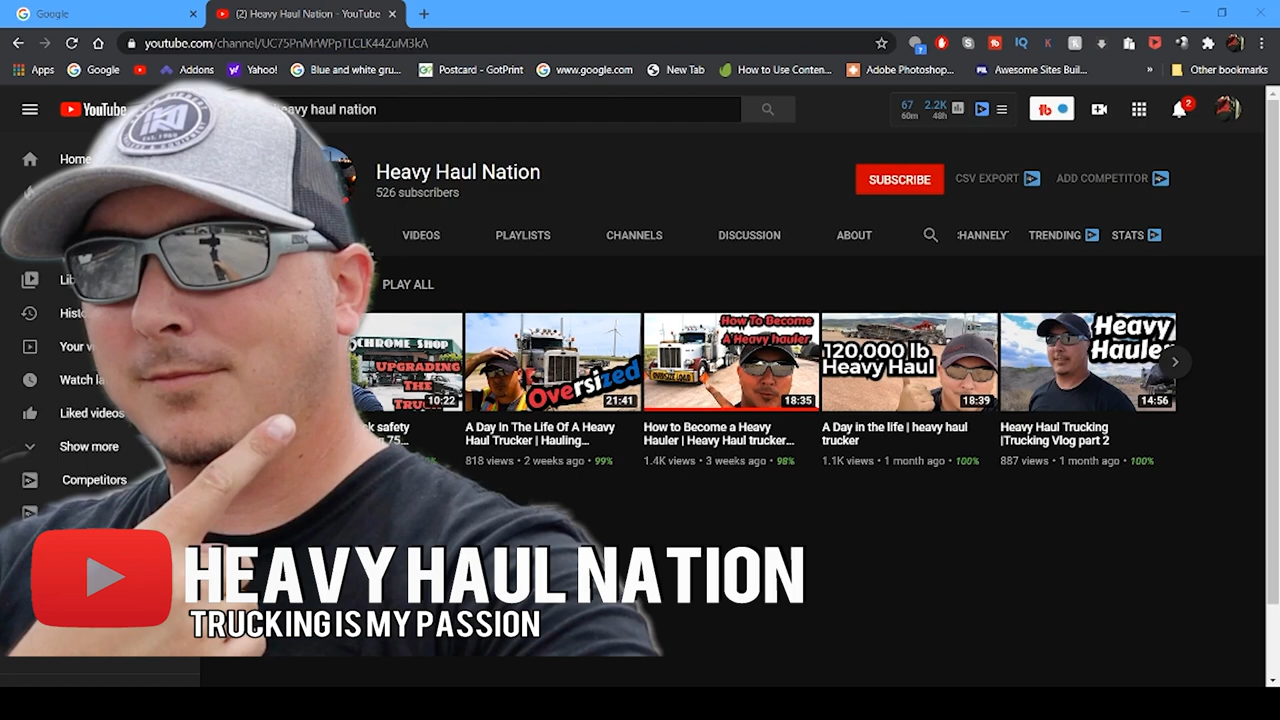 Google
(2) Heavy Haul Nation - YouTube
youtube.com/channel/UC75PnMrWPpTLCLK44ZuM3kA
Apps Google Addons Yahoo! Blue and white gru... Postcard - GotPrint www.google.com New Tab How to Use Conten... Adobe Photoshop... Awesome Sites Buil... » Other bookmarks
YouTube
heavy haul nation
67 60m
2.2K 48h
2
Home
Heavy Haul Nation
526 subscribers
SUBSCRIBE
CSV EXPORT
ADD COMPETITOR
VIDEOS PLAYLISTS CHANNELS DISCUSSION ABOUT TRENDING STATS
PLAY ALL
Liked videos
Show more
Competitors
CHROME SHOP
UPGRADING
THE
10:22
Oversized
21:41
How To Become
A Heavy hauler
OVERSIZE LOAD
18:35
120,000 lb
Heavy Haul
18:39
Heavy
Hauler
14:56
safety
75...
A Day In The Life Of A Heavy
Haul Trucker | Hauling...
818 views • 2 weeks ago • 99%
How to Become a Heavy
Hauler | Heavy Haul trucker...
1.4K views • 3 weeks ago • 98%
A Day in the life | heavy haul
trucker
1.1K views • 1 month ago • 100%
Heavy Haul Trucking
|Trucking Vlog part 2
887 views • 1 month ago • 100%
HEAVY HAUL NATION
TRUCKING IS MY PASSION